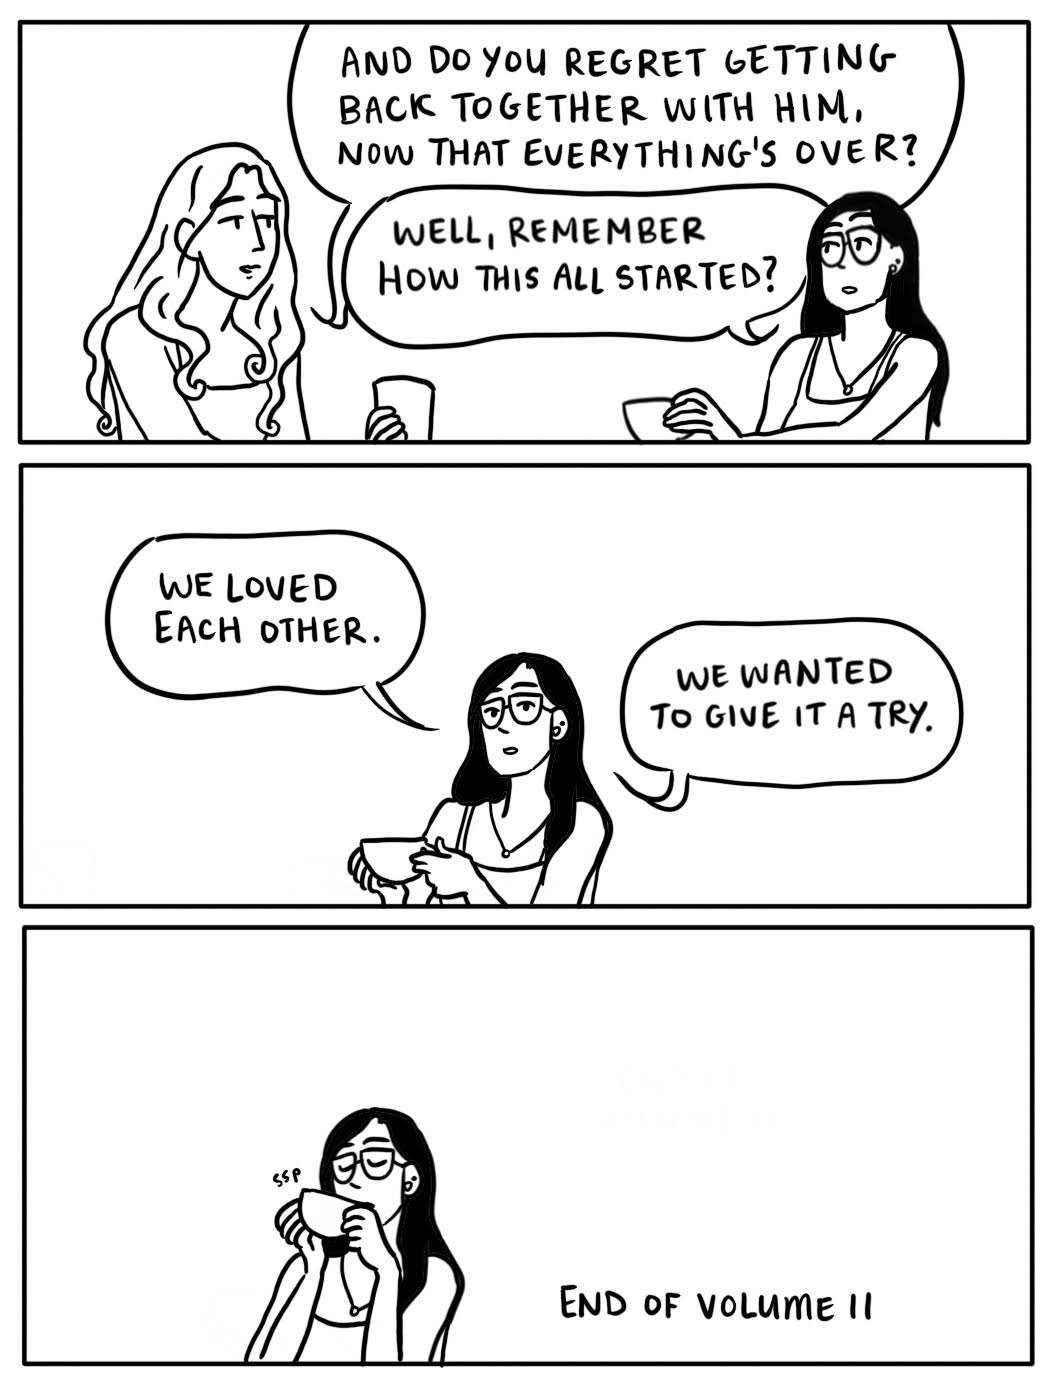 AND DO YOU REGRET GETTING
BACK TOGETHER WITH HIM,
NOW THAT EVERYTHING'S OVER?
WELL, REMEMBER
HOW THIS ALL STARTED?
WE LOVED
EACH OTHER.
WE WANTED
TO GIVE IT A TRY.
SSP
END OF VOLUME II